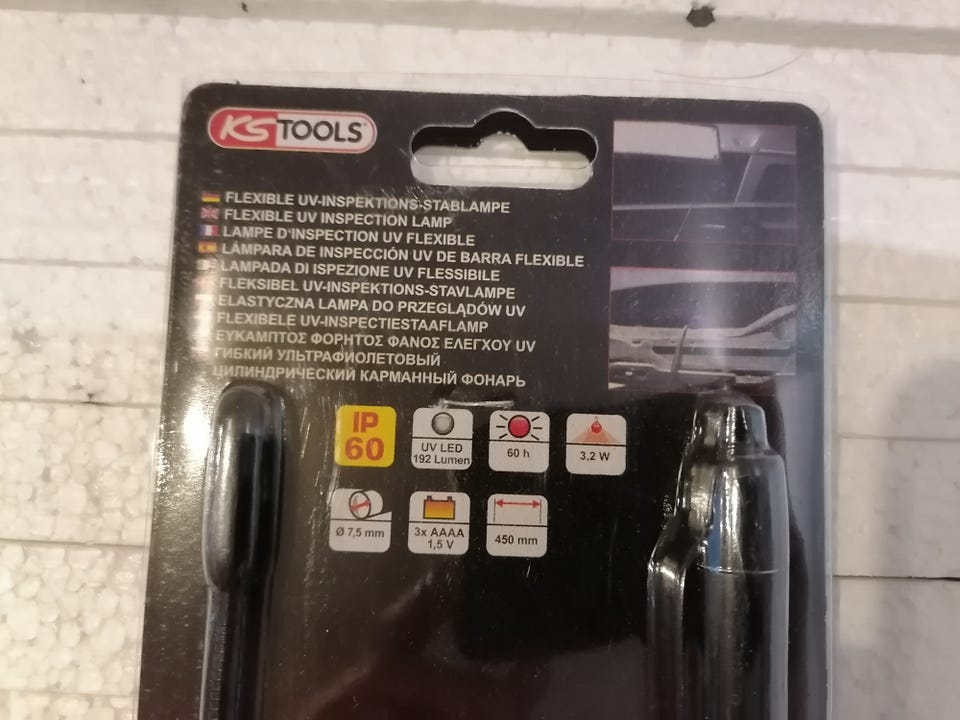 KS TOOLS
FLEXIBLE UV-INSPEKTIONS-STABLAMPE
FLEXIBLE UV INSPECTION LAMP
LAMPE D'INSPECTION UV FLEXIBLE
LÁMPARA DE INSPECCIÓN UV DE BARRA FLEXIBLE
LAMPADA DI ISPEZIONE UV FLESSIBILE
FLEKSIBEL UV-INSPEKTIONS-STAVLAMPE
ELASTYCZNA LAMPA DO PRZEGLĄDÓW UV
FLEXIBELE UV-INSPECTIESTAAFLAMP
ΕΥΚΑΜΠΤΟΣ ΦΟΡΗΤΟΣ ΦΑΝΟΣ ΕΛΕΓΧΟΥ UV
ГИБКИЙ УЛЬТРАФИОЛЕТОВЫЙ
ЦИЛИНДРИЧЕСКИЙ КАРМАННЫЙ ФОНАРЬ
IP
60
UV LED
192 Lumen
60 h
3,2 W
Ø 7,5 mm
3x AAAA
1,5 V
450 mm